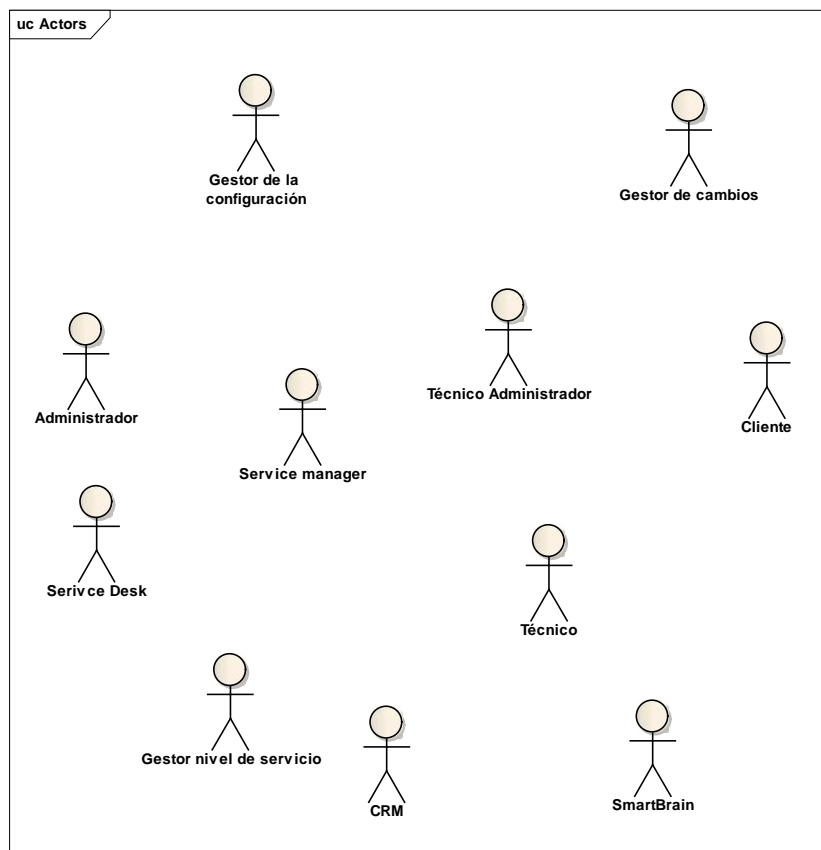 uc Actors
Gestor de la
configuración
Gestor de cambios
Administrador
Técnico Administrador
Cliente
Service manager
Serivce Desk
Técnico
Gestor nivel de servicio
CRM
SmartBrain